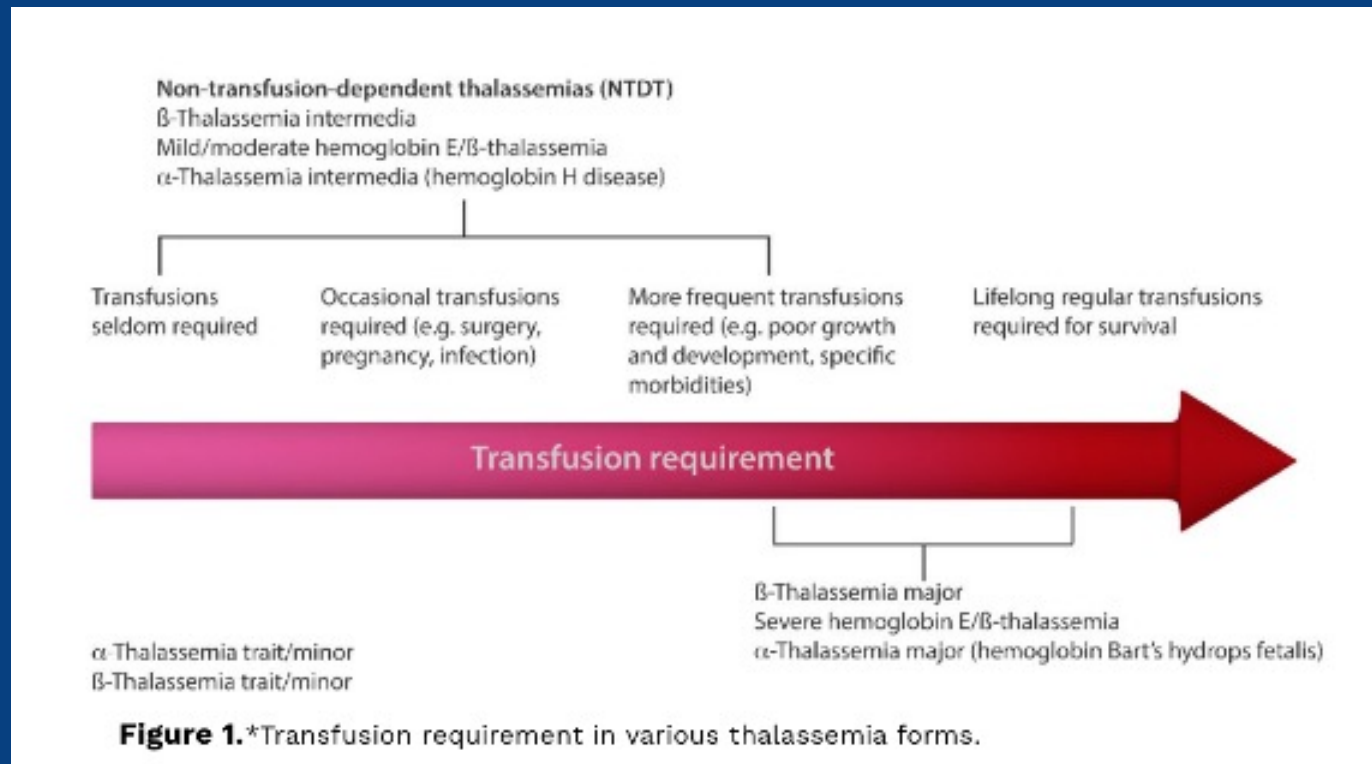 Non-transfusion-dependent thalassemias (NTDT)
ß-Thalassemia intermedia
Mild/moderate hemoglobin E/ß-thalassemia
α-Thalassemia intermedia (hemoglobin H disease)
Transfusions
seldom required
Occasional transfusions
required (e.g. surgery,
pregnancy, infection)
More frequent transfusions
required (e.g. poor growth
and development, specific
morbidities)
Lifelong regular transfusions
required for survival
Transfusion requirement
ß-Thalassemia major
Severe hemoglobin E/ß-thalassemia
α-Thalassemia major (hemoglobin Bart's hydrops fetalis)
α-Thalassemia trait/minor
ß-Thalassemia trait/minor
Figure 1.*Transfusion requirement in various thalassemia forms.